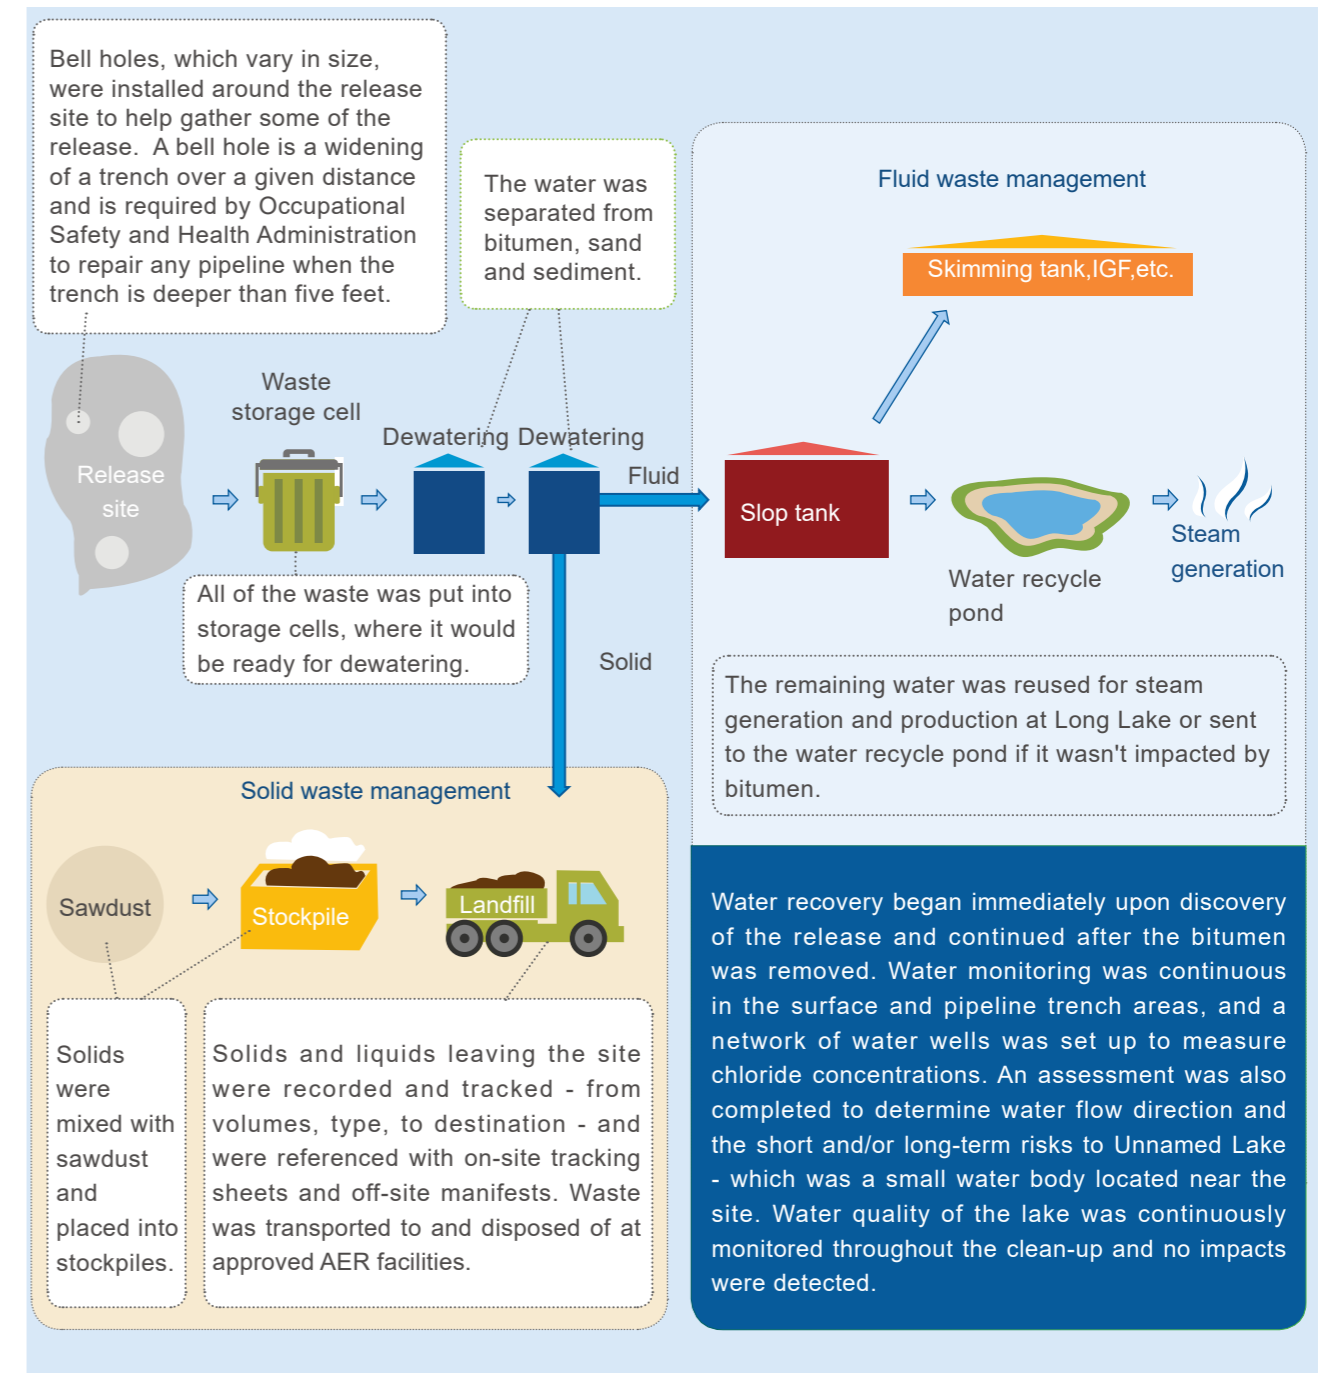 Bell holes, which vary in size,
were installed around the release
site to help gather some of the
release.  A bell hole is a widening
of a trench over a given distance
and is required by Occupational
Safety and Health Administration
to repair any pipeline when the
trench is deeper than five feet.
The water was
separated from
bitumen, sand
and sediment.
Release
site
Waste
storage cell
Dewatering
Dewatering
All of the waste was put into
storage cells, where it would
be ready for dewatering.
Fluid
Solid
Fluid waste management
Skimming tank,IGF,etc.
Slop tank
Water recycle
pond
Steam
generation
The remaining water was reused for steam
generation and production at Long Lake or sent
to the water recycle pond if it wasn't impacted by
bitumen.
Solid waste management
Sawdust
Stockpile
Landfill
Solids
were
mixed with
sawdust
and
placed into
stockpiles.
Solids and liquids leaving the site
were recorded and tracked - from
volumes, type, to destination - and
were referenced with on-site tracking
sheets and off-site manifests. Waste
was transported to and disposed of at
approved AER facilities.
Water recovery began immediately upon discovery
of the release and continued after the bitumen
was removed. Water monitoring was continuous
in the surface and pipeline trench areas, and a
network of water wells was set up to measure
chloride concentrations. An assessment was also
completed to determine water flow direction and
the short and/or long-term risks to Unnamed Lake
- which was a small water body located near the
site. Water quality of the lake was continuously
monitored throughout the clean-up and no impacts
were detected.